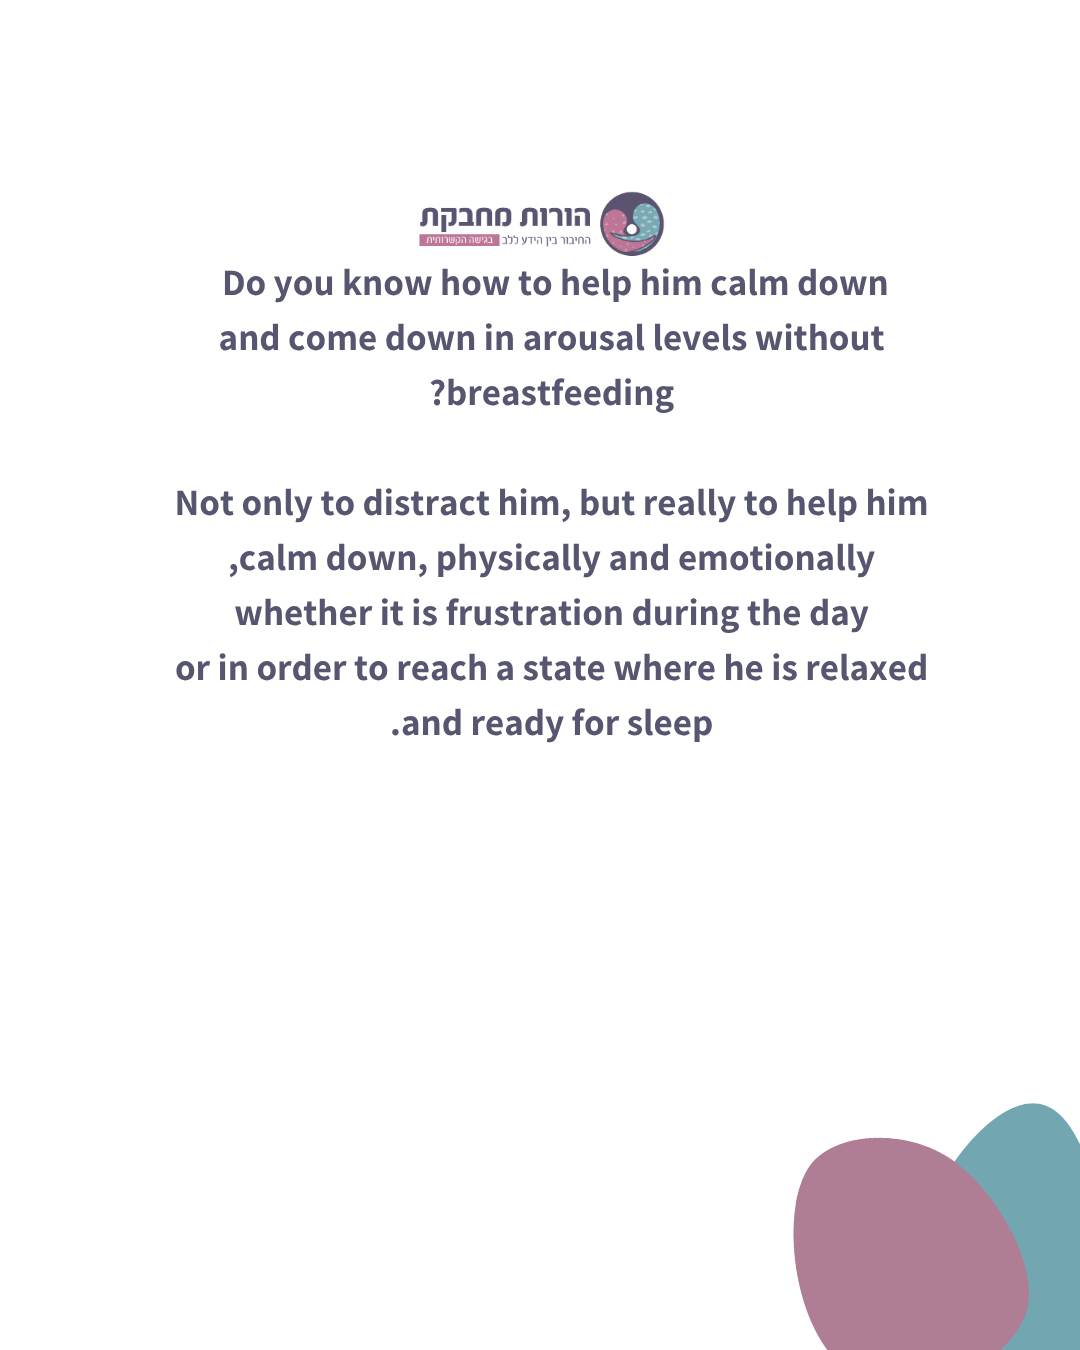 הורות מחבקת
החיבור בין הידע ללב בגישה הקשרותית
Do you know how to help him calm down
and come down in arousal levels without
?breastfeeding
Not only to distract him, but really to help him
,calm down, physically and emotionally
whether it is frustration during the day
or in order to reach a state where he is relaxed
.and ready for sleep